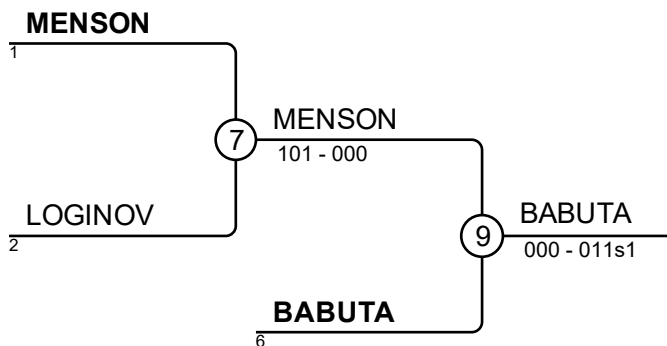 MENSON
1
7
MENSON
101 - 000
LOGINOV
2
9
BABUTA
000 - 011s1
BABUTA
6